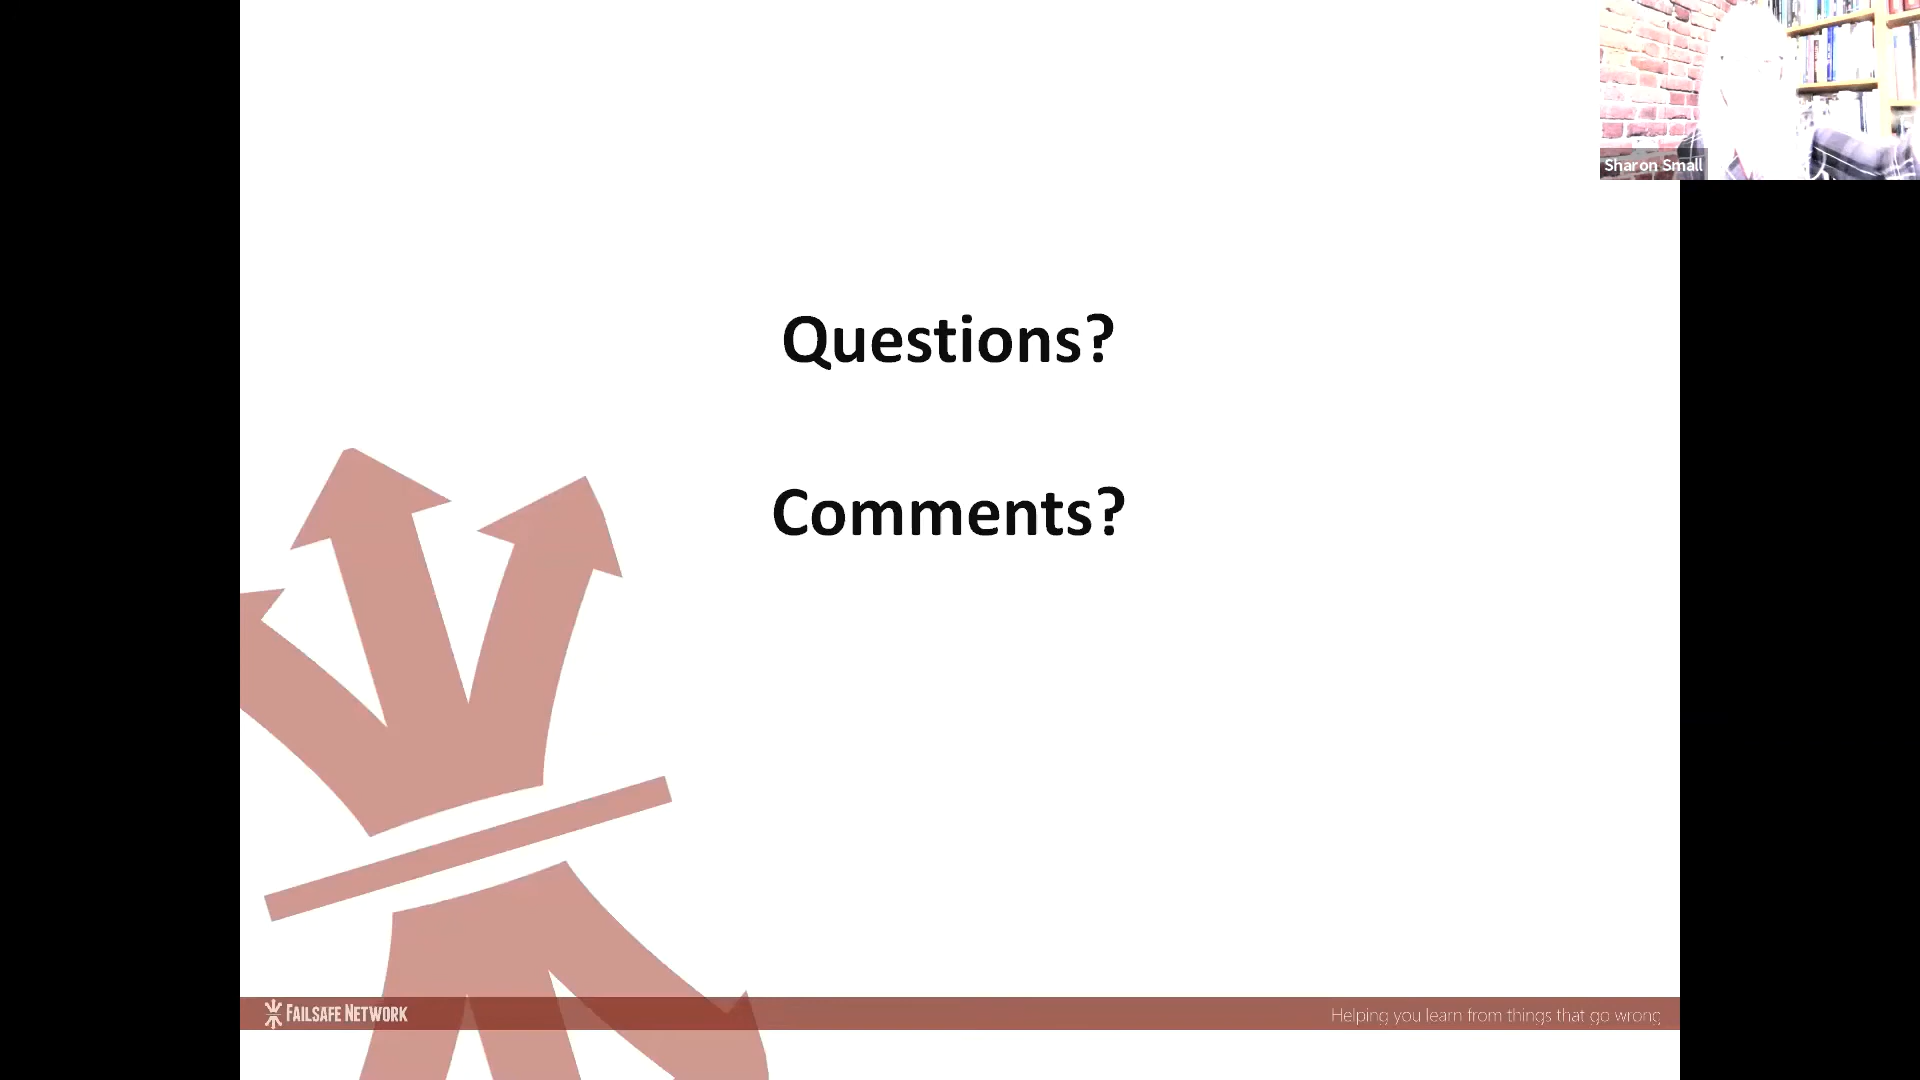 Sharon Small
Questions?
Comments?
FAILSAFE NETWORK
Helping you learn from things that go wrong